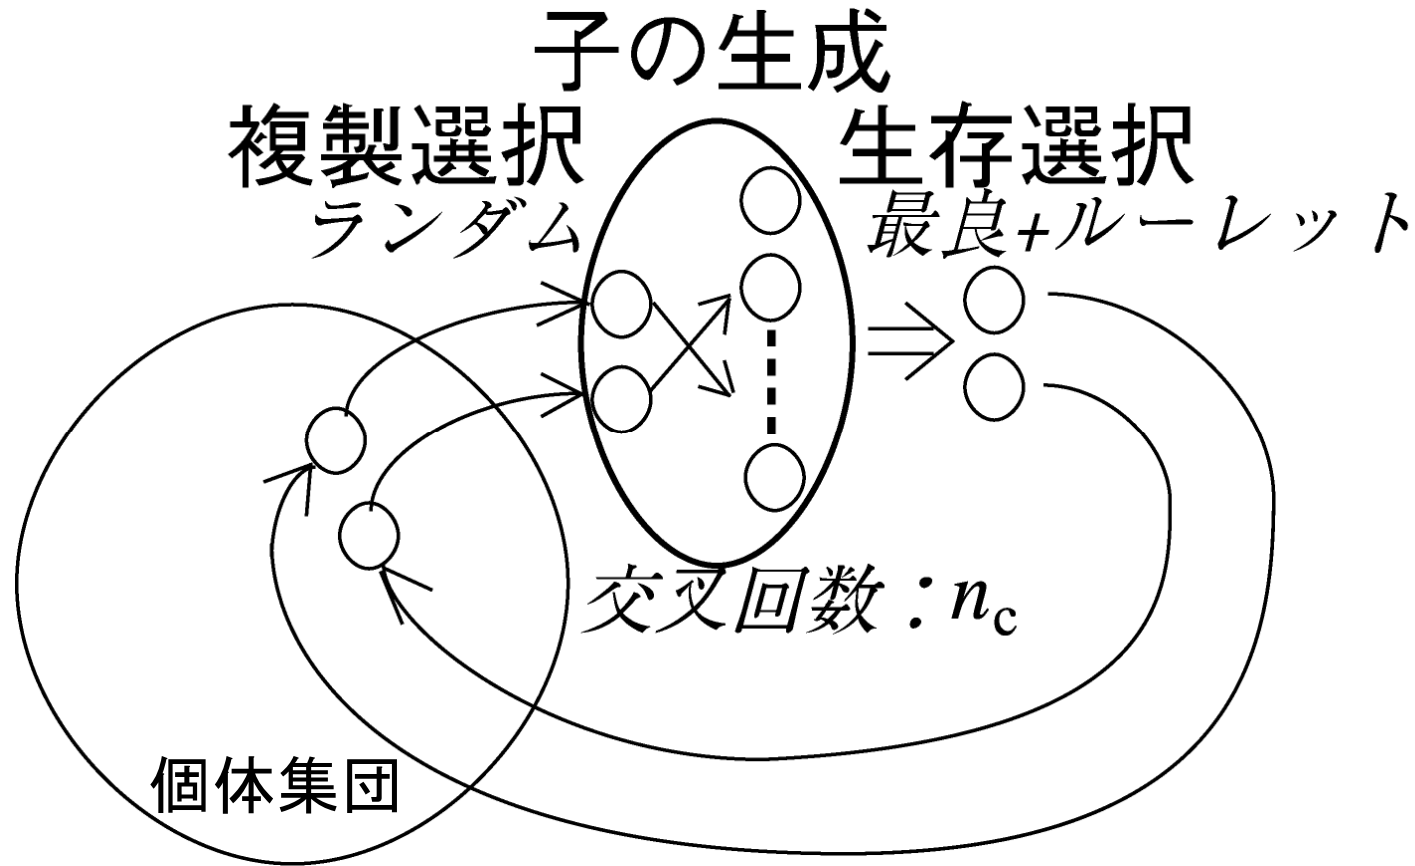 子の生成
複製選択
ランダム
生存選択
最良+ルーレット
交叉回数：nc
個体集団